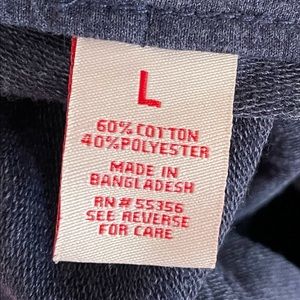 L
60% COTTON
40% POLYESTER
MADE IN
BANGLADESH
RN # 55356
SEE REVERSE
FOR CARE